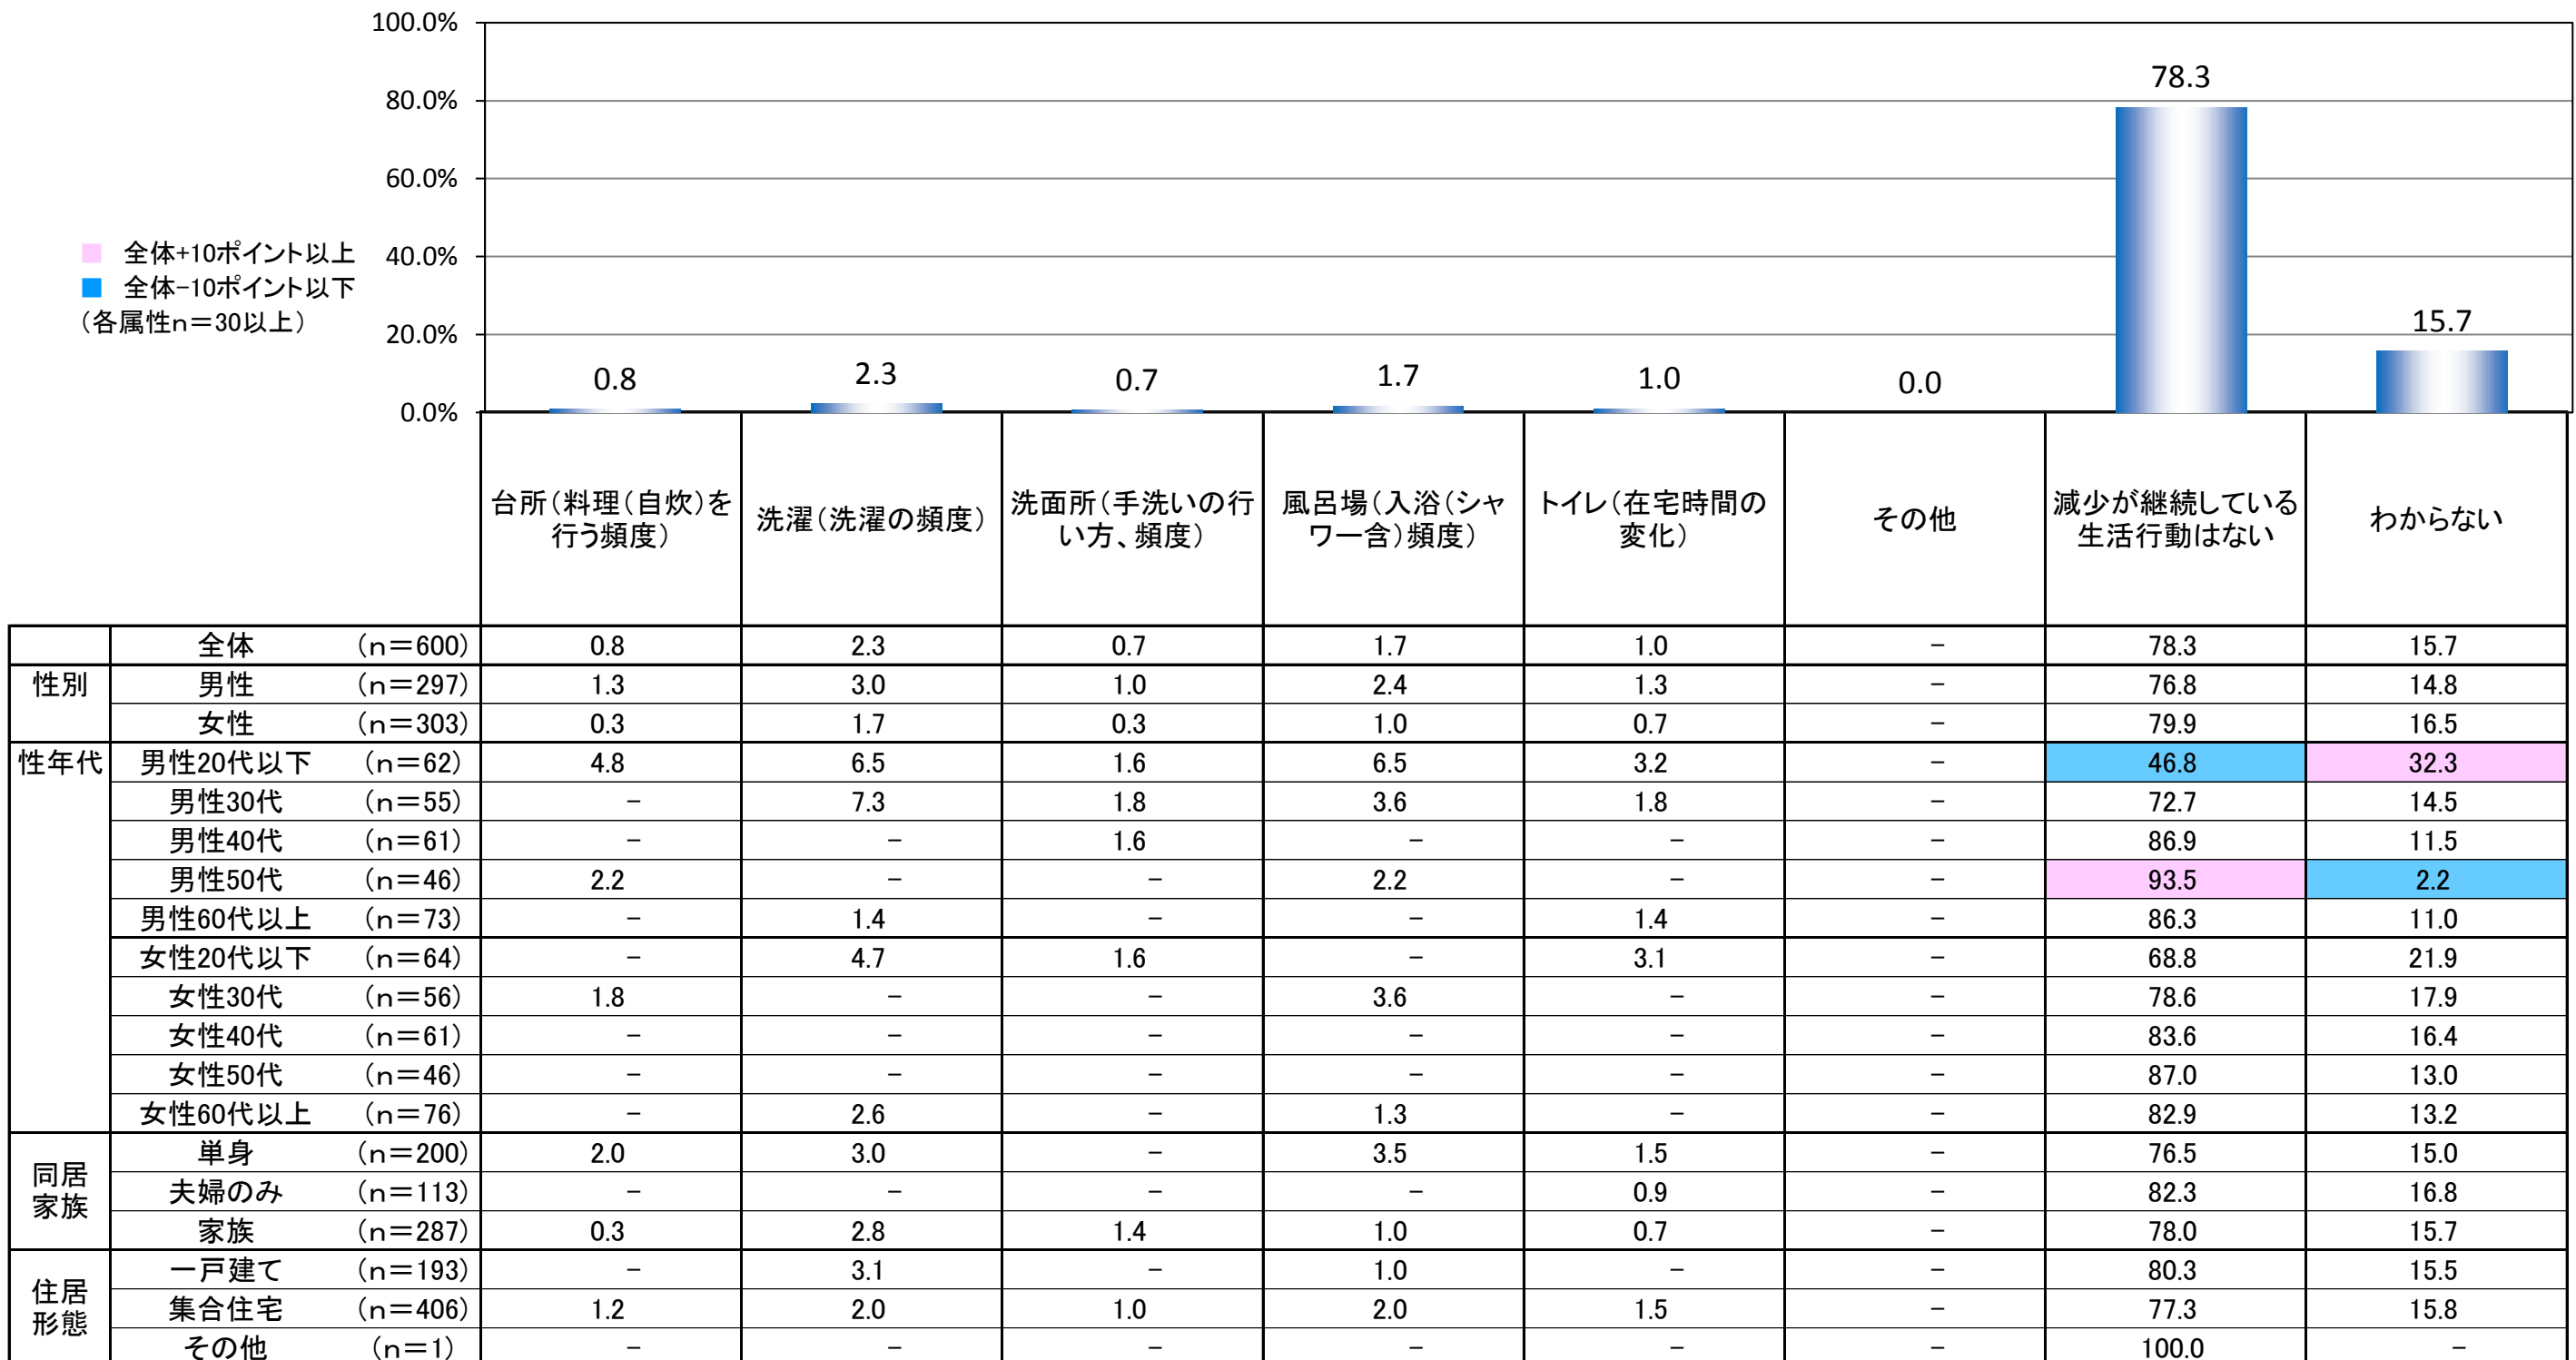 100.0%
80.0%
60.0%
40.0%
20.0%
0.0%
■ 全体+10ポイント以上
■ 全体-10ポイント以下
（各属性n＝30以上）
0.8 2.3 0.7 1.7 1.0 0.0 78.3 15.7
台所（料理（自炊）を
行う頻度）
洗濯（洗濯の頻度）
洗面所（手洗いの行
い方、頻度）
風呂場（入浴（シャ
ワー含）頻度）
トイレ（在宅時間の
変化）
その他
減少が継続している
生活行動はない
わからない
全体 （n＝600） 0.8 2.3 0.7 1.7 1.0 - 78.3 15.7
性別 男性 （n＝297） 1.3 3.0 1.0 2.4 1.3 - 76.8 14.8
女性 （n＝303） 0.3 1.7 0.3 1.0 0.7 - 79.9 16.5
性年代 男性20代以下 （n＝62） 4.8 6.5 1.6 6.5 3.2 - 46.8 32.3
男性30代 （n＝55） - 7.3 1.8 3.6 1.8 - 72.7 14.5
男性40代 （n＝61） - - 1.6 - - - 86.9 11.5
男性50代 （n＝46） 2.2 - - 2.2 - - 93.5 2.2
男性60代以上 （n＝73） - 1.4 - - 1.4 - 86.3 11.0
女性20代以下 （n＝64） - 4.7 1.6 - 3.1 - 68.8 21.9
女性30代 （n＝56） 1.8 - - 3.6 - - 78.6 17.9
女性40代 （n＝61） - - - - - - 83.6 16.4
女性50代 （n＝46） - - - - - - 87.0 13.0
女性60代以上 （n＝76） - 2.6 - 1.3 - - 82.9 13.2
同居
家族
単身 （n＝200） 2.0 3.0 - 3.5 1.5 - 76.5 15.0
夫婦のみ （n＝113） - - - - 0.9 - 82.3 16.8
家族 （n＝287） 0.3 2.8 1.4 1.0 0.7 - 78.0 15.7
住居
形態
一戸建て （n＝193） - 3.1 - 1.0 - - 80.3 15.5
集合住宅 （n＝406） 1.2 2.0 1.0 2.0 1.5 - 77.3 15.8
その他 （n＝1） - - - - - - 100.0 -